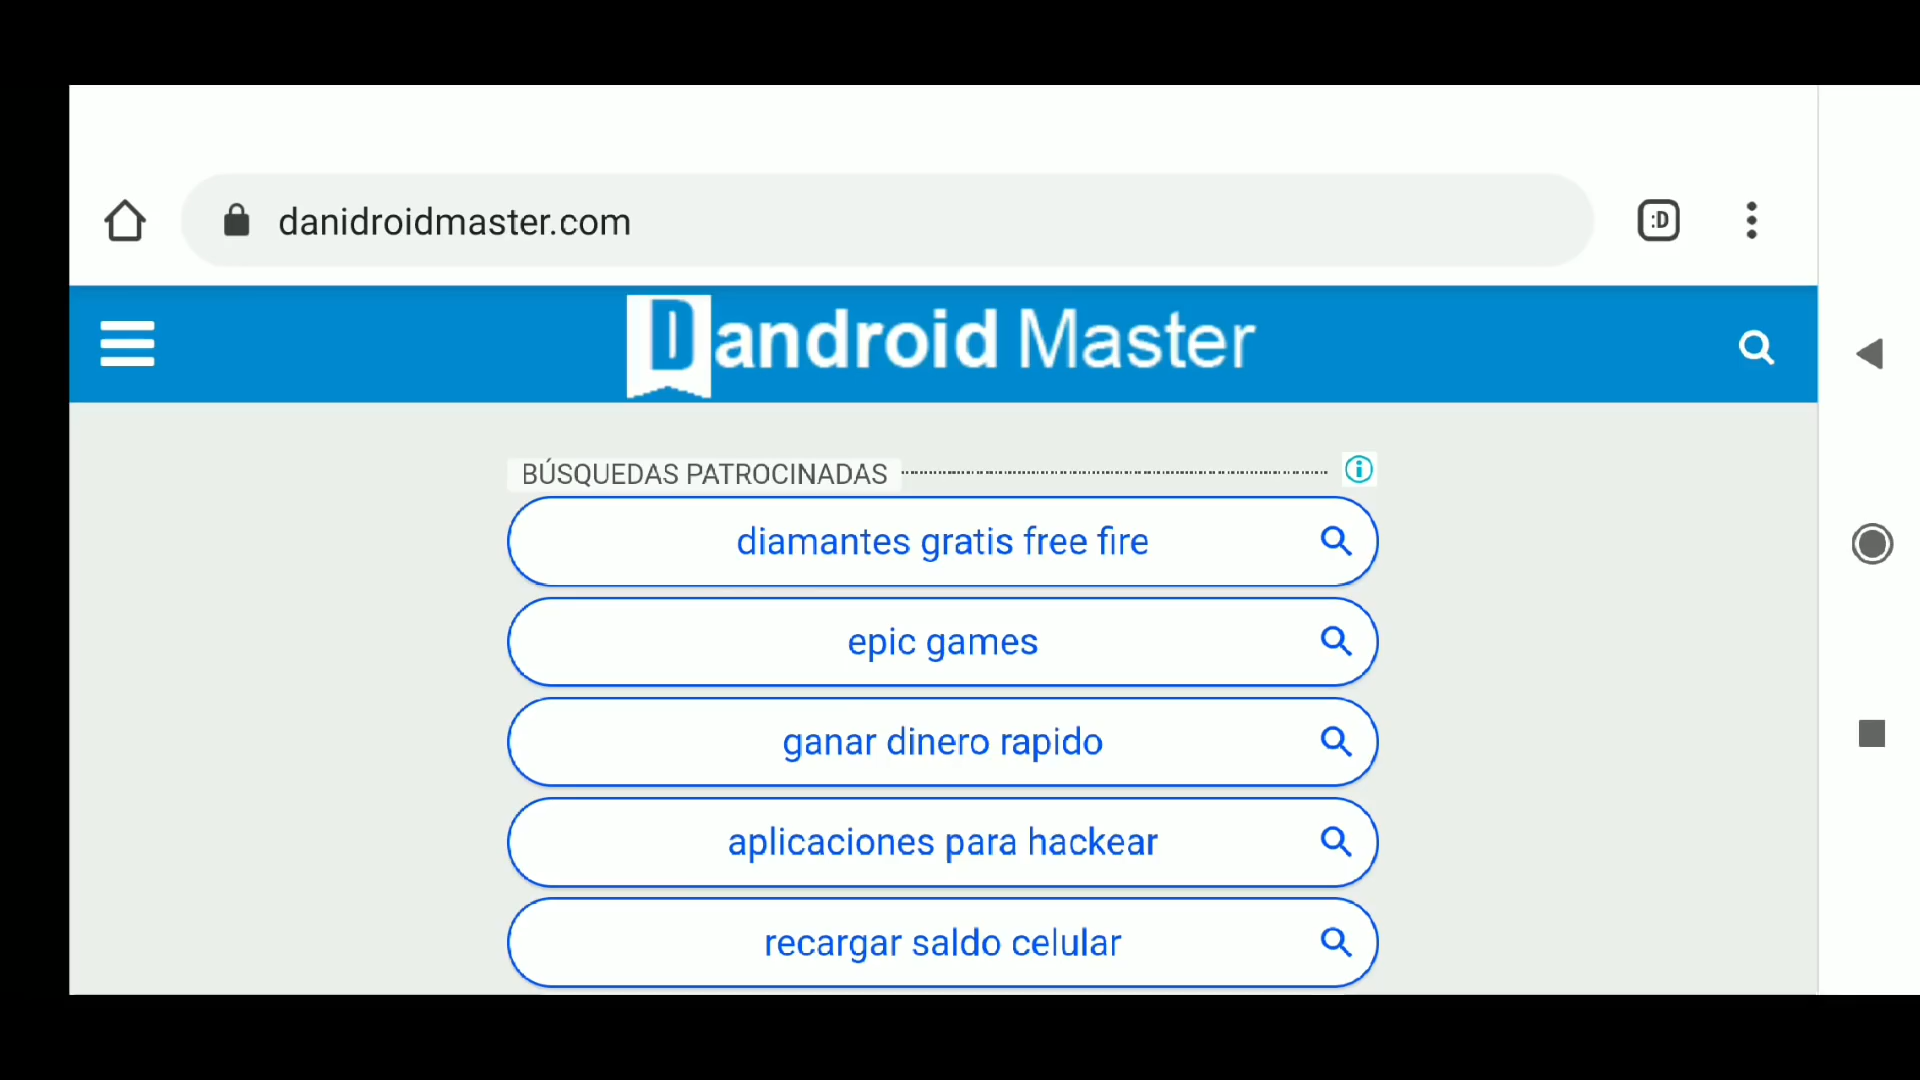 danidroidmaster.com
:D
Dandroid Master
BÚSQUEDAS PATROCINADAS
diamantes gratis free fire
epic games
ganar dinero rapido
aplicaciones para hackear
recargar saldo celular